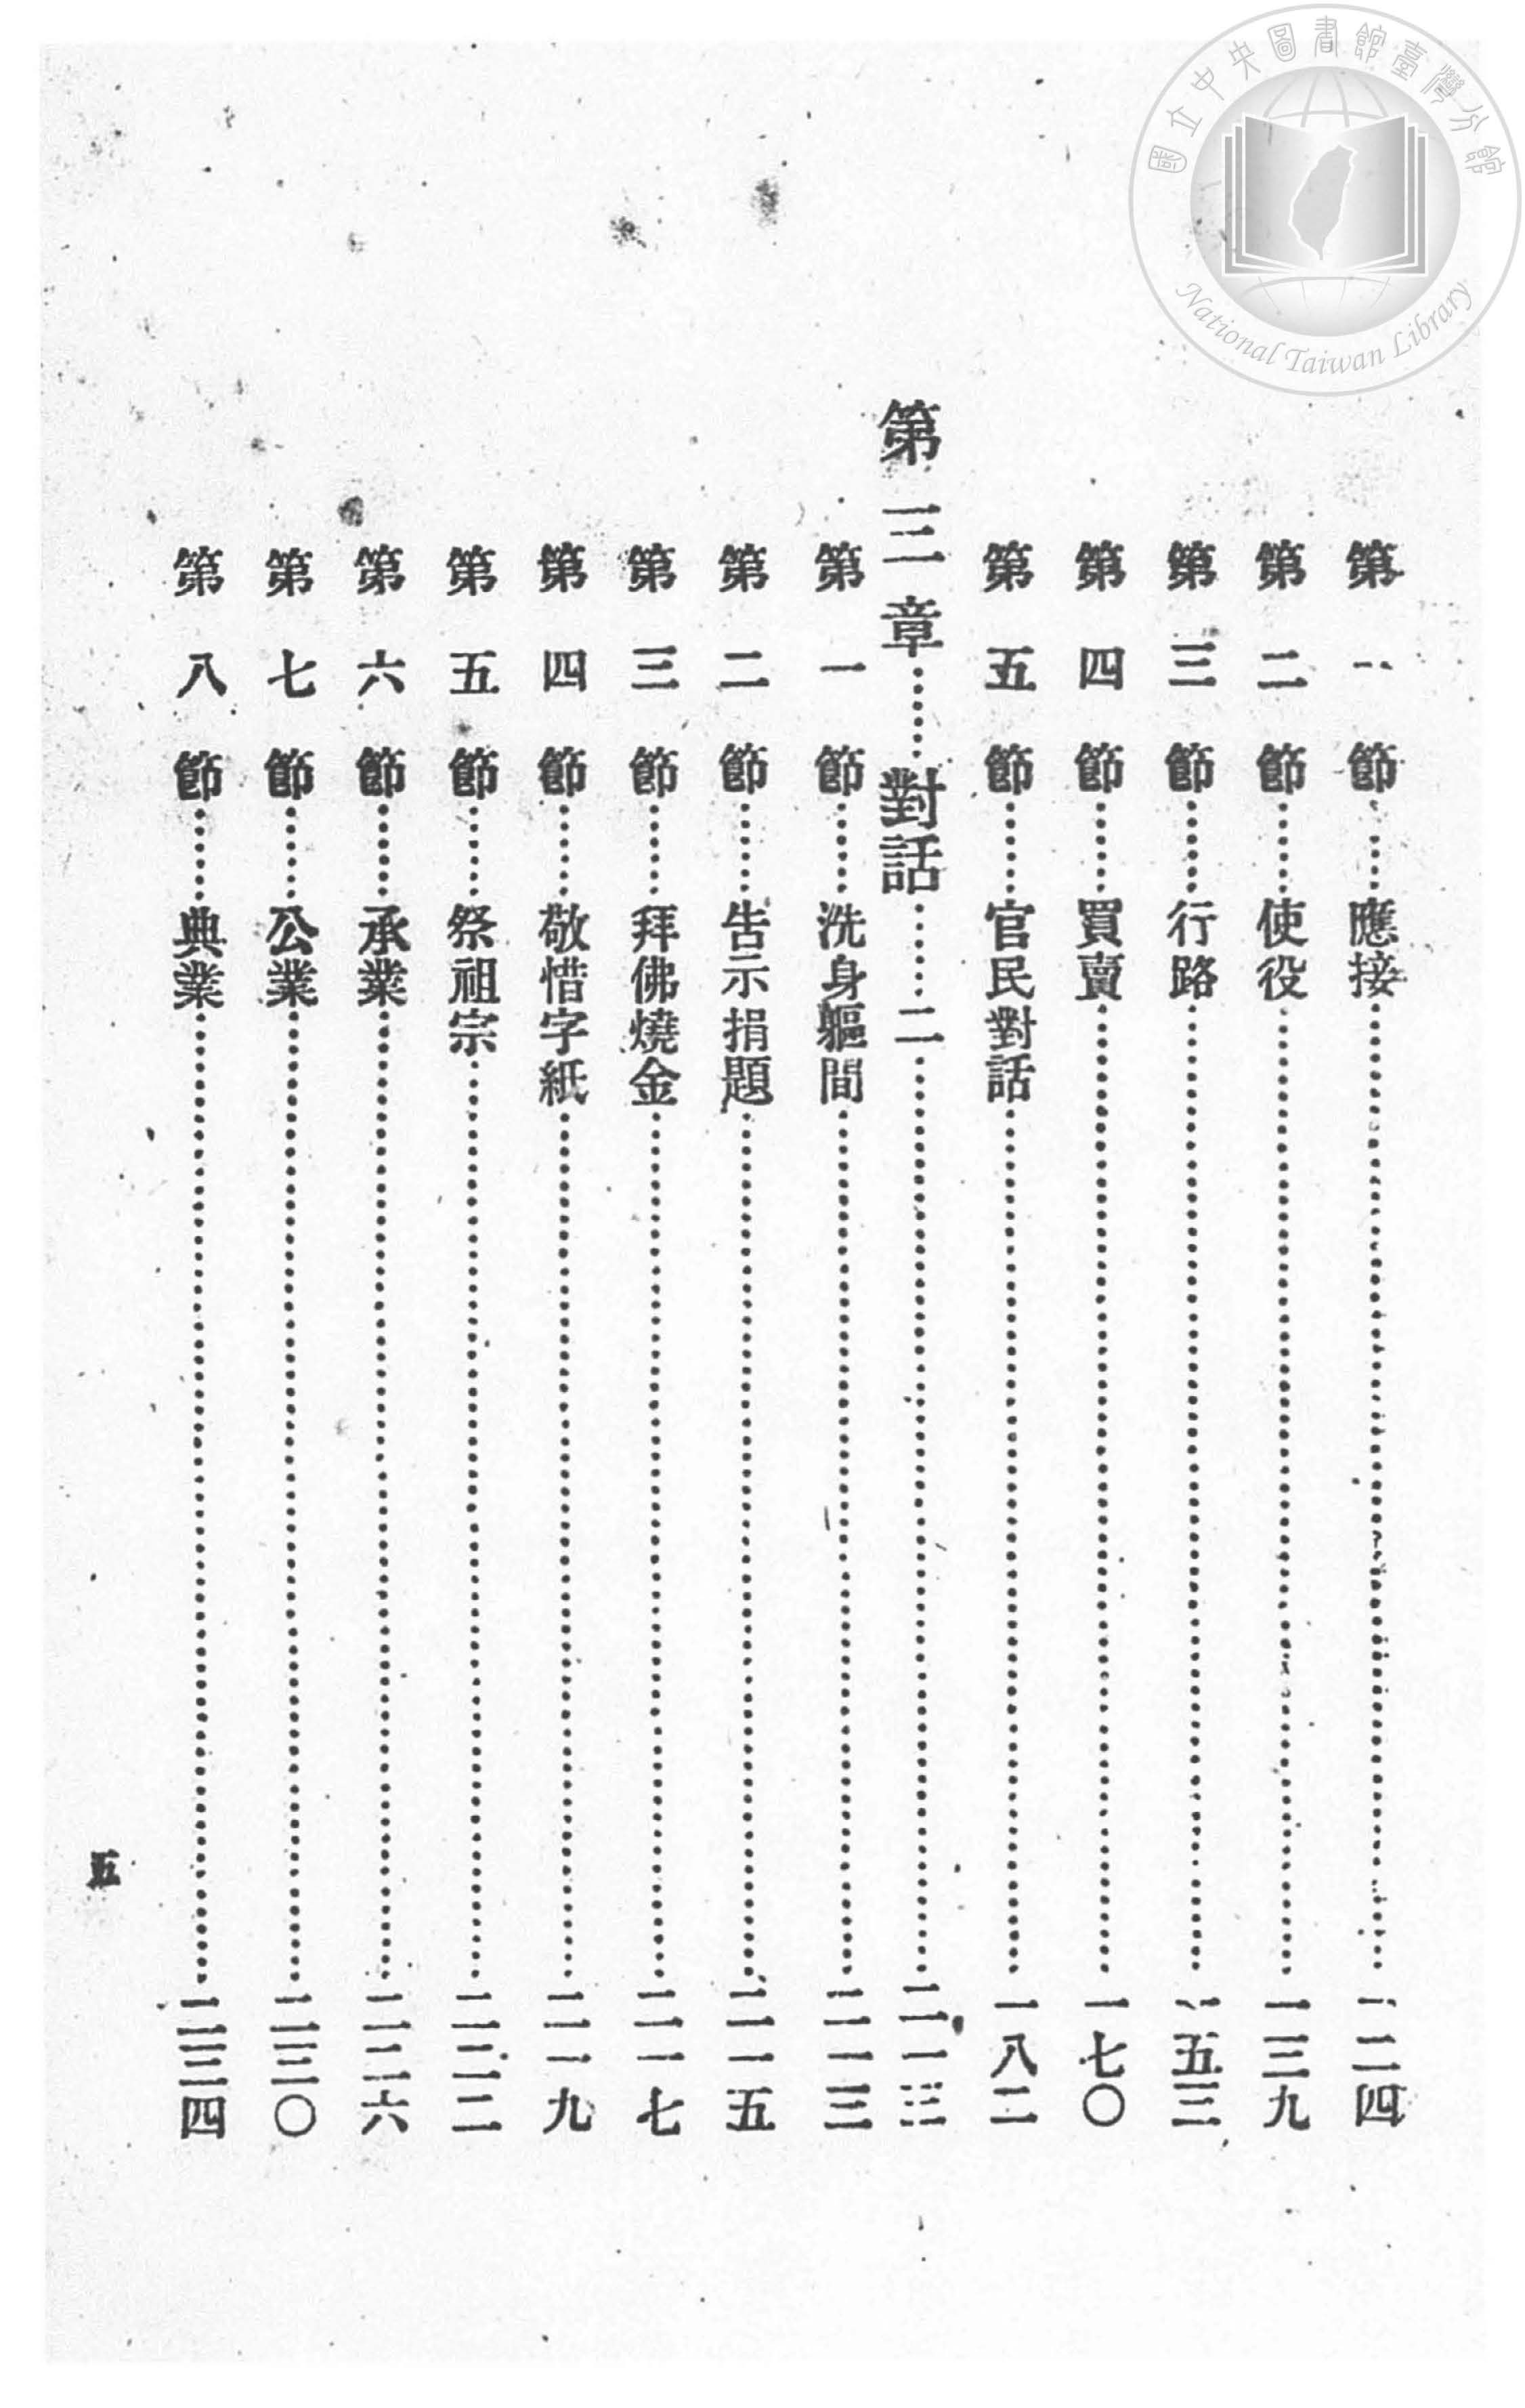 國立中央圖書館臺灣分館
National Taiwan Library
第一節……應接……一二四
第二節……使役……一三九
第三節……行路……一五三
第四節……買賣……一七〇
第五節……官民對話……一八二
第三章……對話……二……二一三
第一節……洗身軀間……二一三
第二節……告示捐題……二一五
第三節……拜佛燒金……二一七
第四節……敬惜字紙……二一九
第五節……祭祖宗……二二二
第六節……承業……二二六
第七節……公業……二三〇
第八節……典業……二三四
五